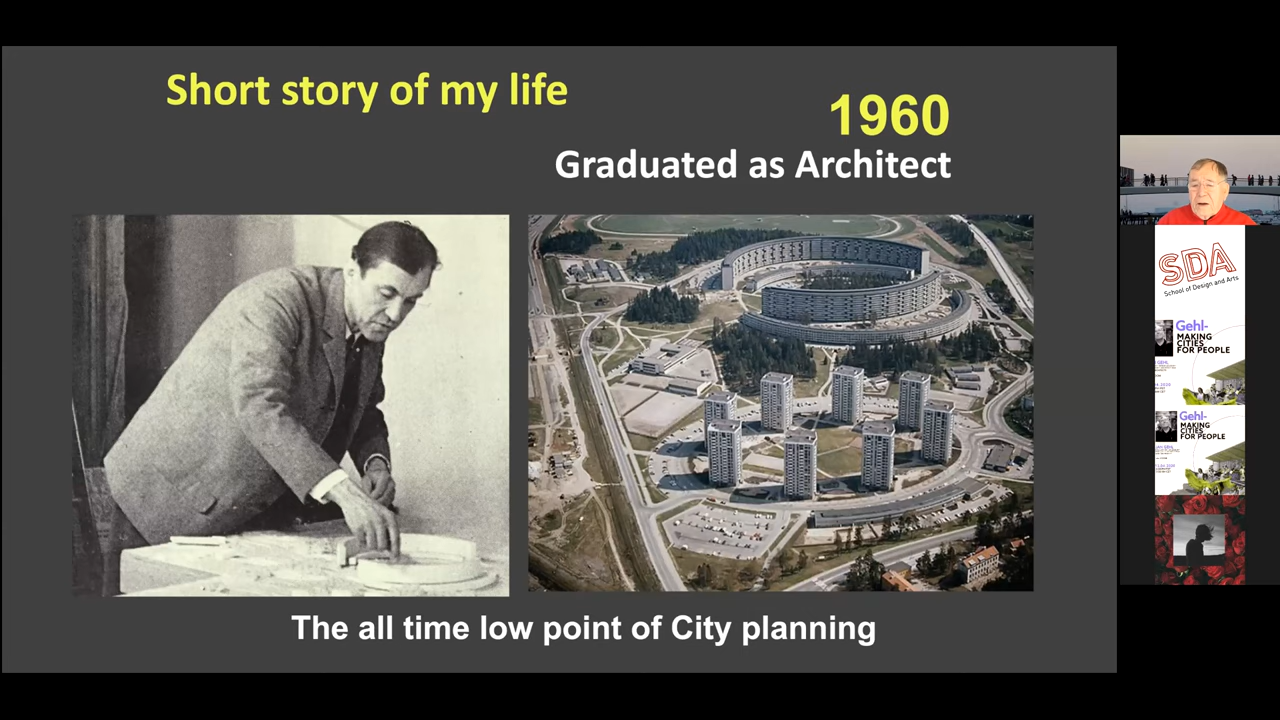 Short story of my life
1960
Graduated as Architect
The all time low point of City planning
SDA
School of Design and Arts
Gehl-
MAKING
CITIES
FOR PEOPLE
Gehl-
MAKING
CITIES
FOR PEOPLE